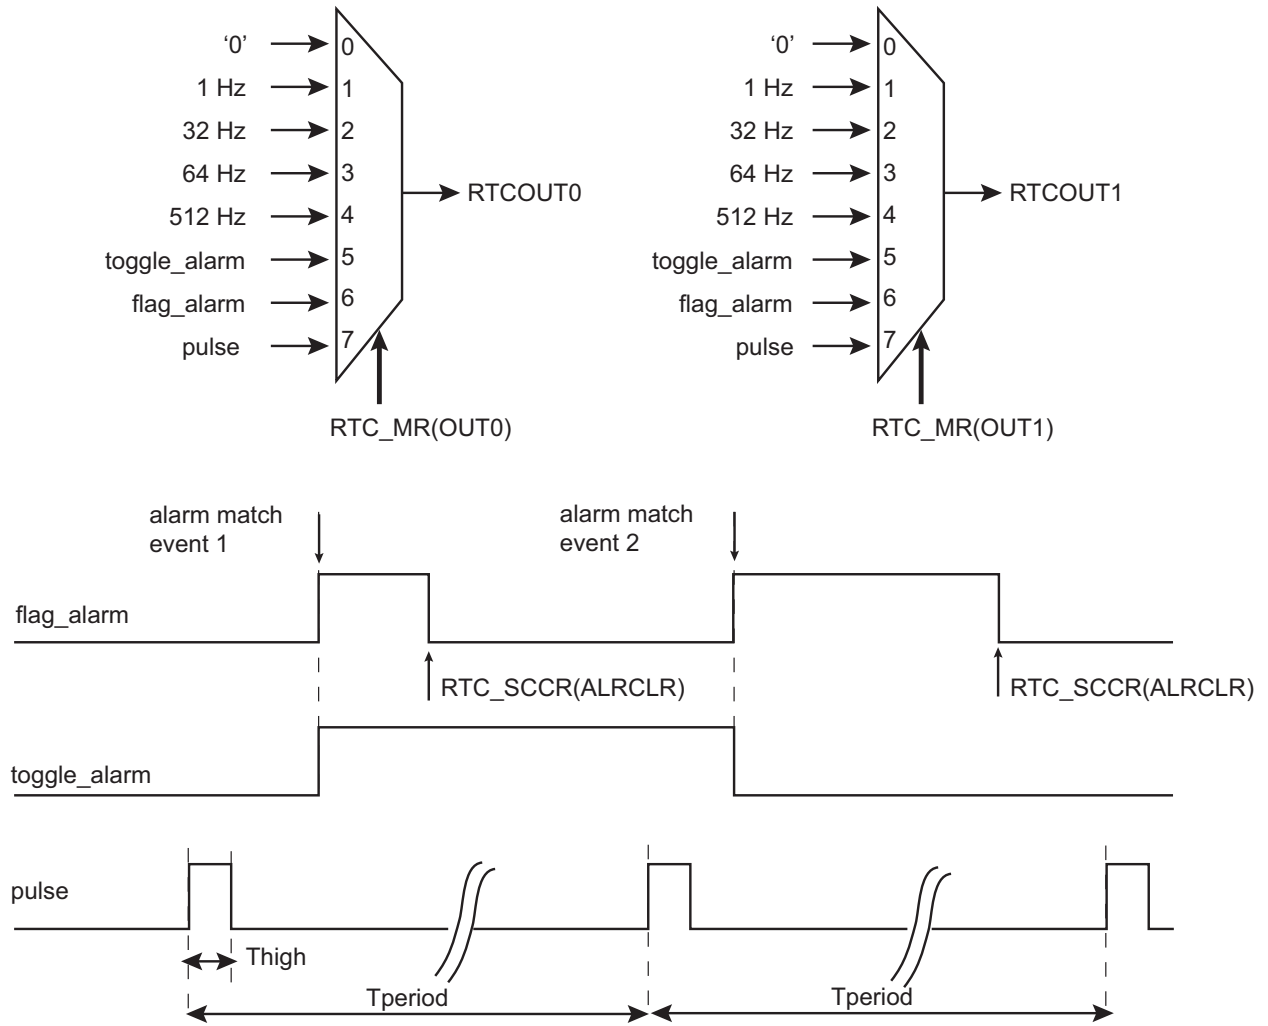 ‘0’ 0 ‘0’ 0
1 Hz 1 1 Hz 1
32 Hz 2 32 Hz 2
64 Hz 3 RTCOUT0 64 Hz 3 RTCOUT1
512 Hz 4 512 Hz 4
toggle_alarm 5 toggle_alarm 5
flag_alarm 6 flag_alarm 6
pulse 7 pulse 7
RTC_MR(OUT0) RTC_MR(OUT1)
alarm match alarm match
event 1 event 2
flag_alarm
RTC_SCCR(ALRCLR) RTC_SCCR(ALRCLR)
toggle_alarm
pulse
Thigh
Tperiod Tperiod